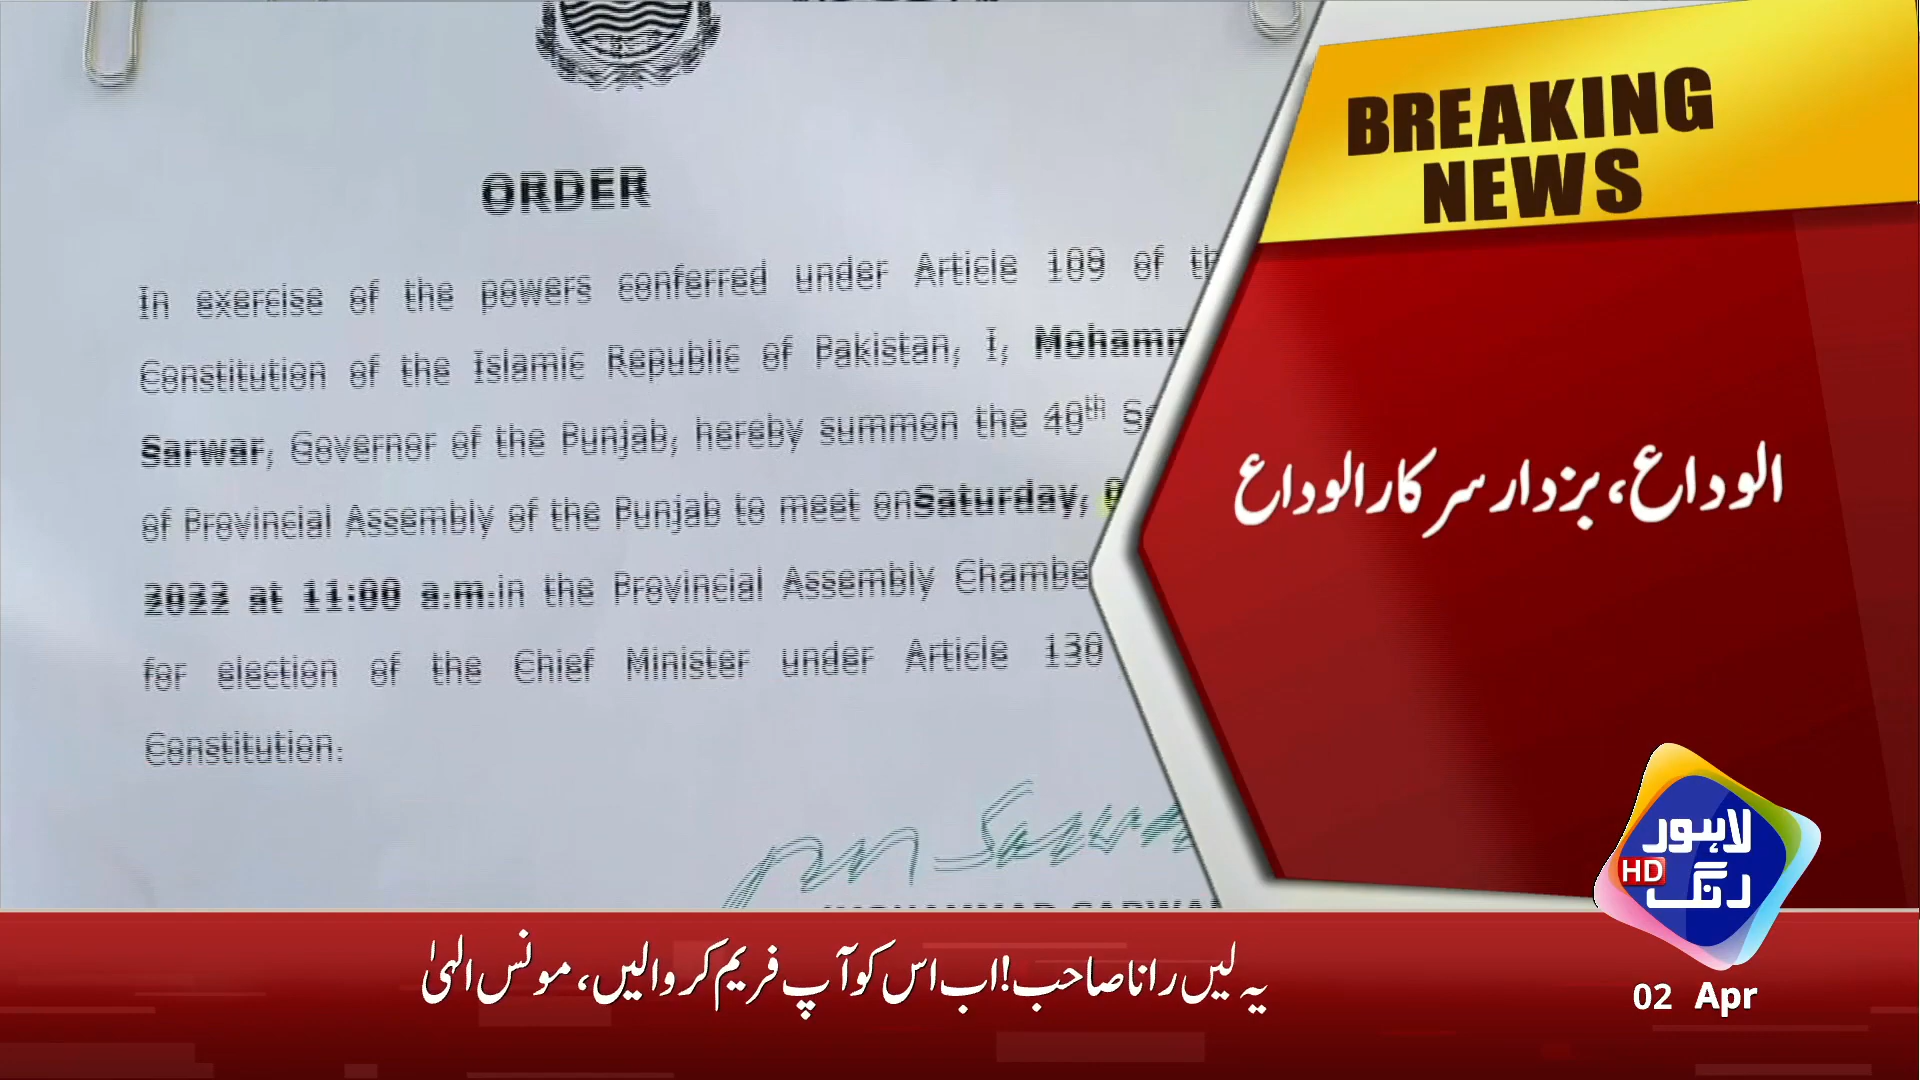 ORDER
In exercise of the powers conferred under Article 109 of
Constitution of the Islamic Republic of Pakistan, I,
Sarwar, Governor of the Punjab, hereby summon the 40th
of Provincial Assembly of the Punjab to meet on Saturday,
2022 at 11:00 a.m. in the Provincial Assembly
for election of the Chief Minister under Article 130
Constitution.
BREAKING
NEWS
الوداع، بزدار سرکار الوداع
لاہور
HD
رنگ
یہ لیں رانا صاحب! اب اس کو آپ فریم کروالیں، مونس الہیٰ
02 Apr